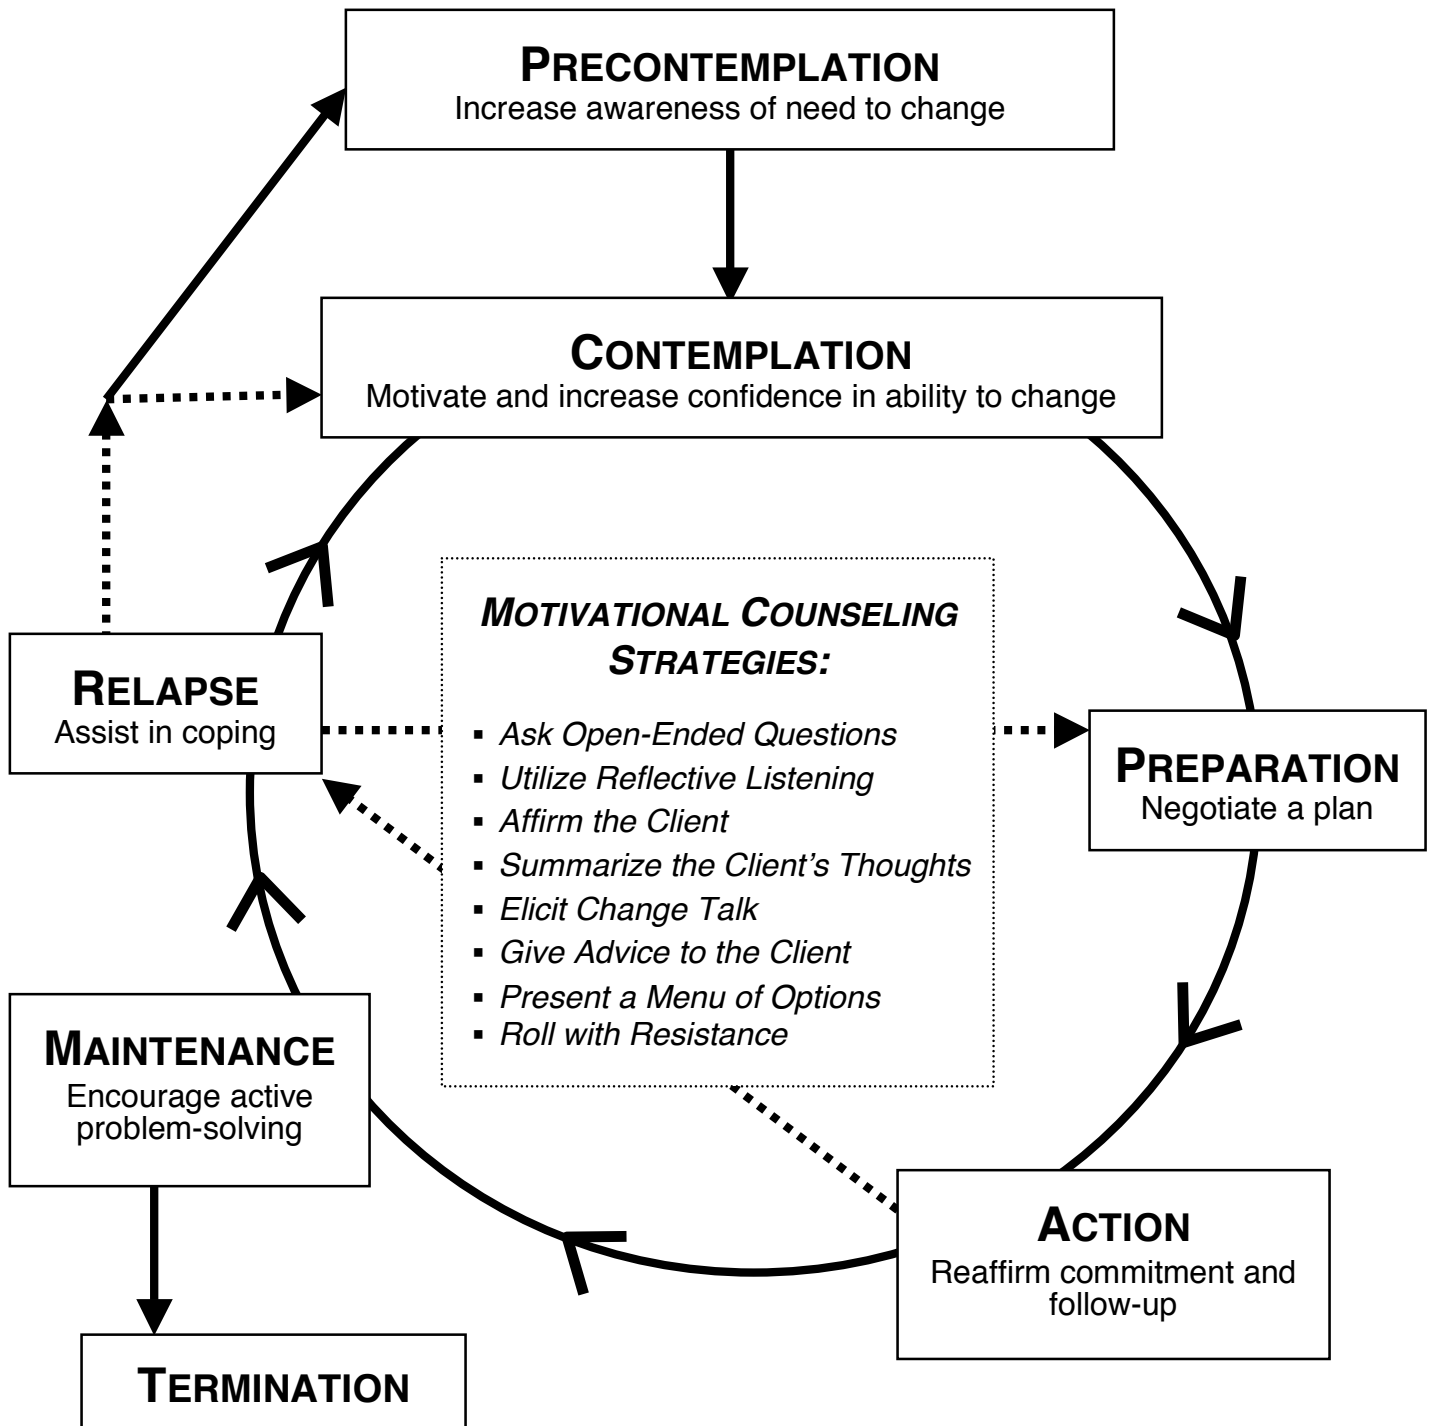 PRECONTEMPLATION
Increase awareness of need to change
CONTEMPLATION
Motivate and increase confidence in ability to change
MOTIVATIONAL COUNSELING
STRATEGIES:
▪ Ask Open-Ended Questions
▪ Utilize Reflective Listening
▪ Affirm the Client
▪ Summarize the Client's Thoughts
▪ Elicit Change Talk
▪ Give Advice to the Client
▪ Present a Menu of Options
▪ Roll with Resistance
RELAPSE
Assist in coping
PREPARATION
Negotiate a plan
MAINTENANCE
Encourage active
problem-solving
ACTION
Reaffirm commitment and
follow-up
TERMINATION